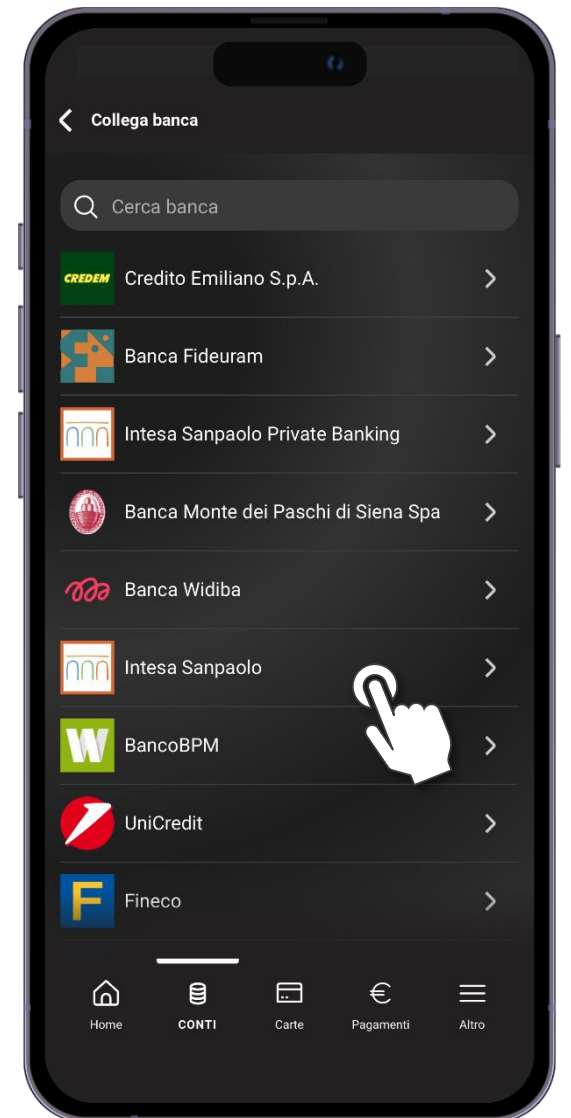 Collega banca
Cerca banca
CREDEM Credito Emiliano S.p.A.
Banca Fideuram
Intesa Sanpaolo Private Banking
Banca Monte dei Paschi di Siena Spa
Banca Widiba
Intesa Sanpaolo
W BancoBPM
UniCredit
F Fineco
Home CONTI Carte Pagamenti Altro